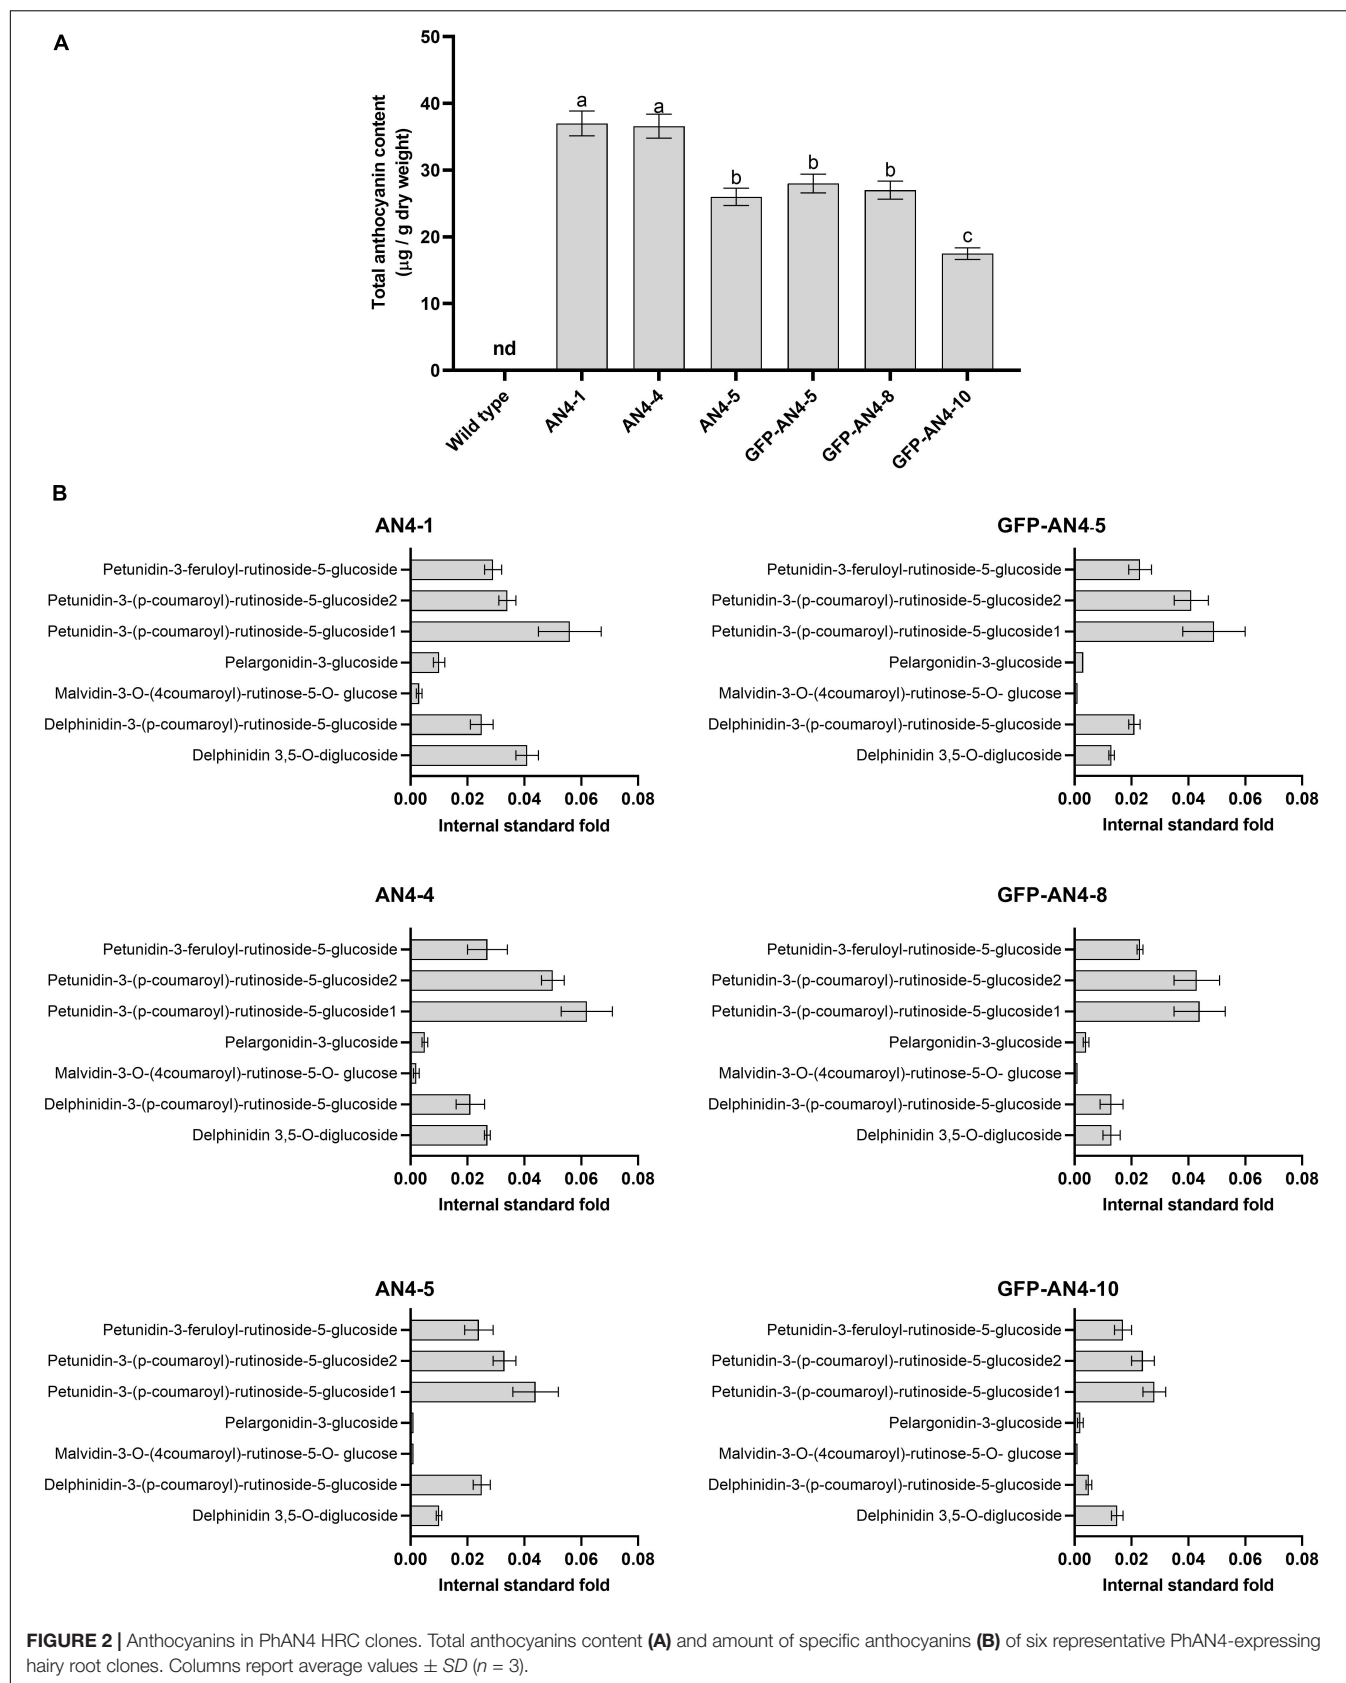 A
Total anthocyanin content
(µg / g dry weight)
50
40
30
20
10
0
nd
a
a
b
b
b
c
Wild type
AN4-1
AN4-4
AN4-5
GFP-AN4-5
GFP-AN4-8
GFP-AN4-10
B
AN4-1
Petunidin-3-feruloyl-rutinoside-5-glucoside
Petunidin-3-(p-coumaroyl)-rutinoside-5-glucoside2
Petunidin-3-(p-coumaroyl)-rutinoside-5-glucoside1
Pelargonidin-3-glucoside
Malvidin-3-O-(4coumaroyl)-rutinose-5-O- glucose
Delphinidin-3-(p-coumaroyl)-rutinoside-5-glucoside
Delphinidin 3,5-O-diglucoside
0.00 0.02 0.04 0.06 0.08
Internal standard fold
GFP-AN4-5
Petunidin-3-feruloyl-rutinoside-5-glucoside
Petunidin-3-(p-coumaroyl)-rutinoside-5-glucoside2
Petunidin-3-(p-coumaroyl)-rutinoside-5-glucoside1
Pelargonidin-3-glucoside
Malvidin-3-O-(4coumaroyl)-rutinose-5-O- glucose
Delphinidin-3-(p-coumaroyl)-rutinoside-5-glucoside
Delphinidin 3,5-O-diglucoside
0.00 0.02 0.04 0.06 0.08
Internal standard fold
AN4-4
Petunidin-3-feruloyl-rutinoside-5-glucoside
Petunidin-3-(p-coumaroyl)-rutinoside-5-glucoside2
Petunidin-3-(p-coumaroyl)-rutinoside-5-glucoside1
Pelargonidin-3-glucoside
Malvidin-3-O-(4coumaroyl)-rutinose-5-O- glucose
Delphinidin-3-(p-coumaroyl)-rutinoside-5-glucoside
Delphinidin 3,5-O-diglucoside
0.00 0.02 0.04 0.06 0.08
Internal standard fold
GFP-AN4-8
Petunidin-3-feruloyl-rutinoside-5-glucoside
Petunidin-3-(p-coumaroyl)-rutinoside-5-glucoside2
Petunidin-3-(p-coumaroyl)-rutinoside-5-glucoside1
Pelargonidin-3-glucoside
Malvidin-3-O-(4coumaroyl)-rutinose-5-O- glucose
Delphinidin-3-(p-coumaroyl)-rutinoside-5-glucoside
Delphinidin 3,5-O-diglucoside
0.00 0.02 0.04 0.06 0.08
Internal standard fold
AN4-5
Petunidin-3-feruloyl-rutinoside-5-glucoside
Petunidin-3-(p-coumaroyl)-rutinoside-5-glucoside2
Petunidin-3-(p-coumaroyl)-rutinoside-5-glucoside1
Pelargonidin-3-glucoside
Malvidin-3-O-(4coumaroyl)-rutinose-5-O- glucose
Delphinidin-3-(p-coumaroyl)-rutinoside-5-glucoside
Delphinidin 3,5-O-diglucoside
0.00 0.02 0.04 0.06 0.08
Internal standard fold
GFP-AN4-10
Petunidin-3-feruloyl-rutinoside-5-glucoside
Petunidin-3-(p-coumaroyl)-rutinoside-5-glucoside2
Petunidin-3-(p-coumaroyl)-rutinoside-5-glucoside1
Pelargonidin-3-glucoside
Malvidin-3-O-(4coumaroyl)-rutinose-5-O- glucose
Delphinidin-3-(p-coumaroyl)-rutinoside-5-glucoside
Delphinidin 3,5-O-diglucoside
0.00 0.02 0.04 0.06 0.08
Internal standard fold
FIGURE 2 | Anthocyanins in PhAN4 HRC clones. Total anthocyanins content (A) and amount of specific anthocyanins (B) of six representative PhAN4-expressing
hairy root clones. Columns report average values ± SD (n = 3).